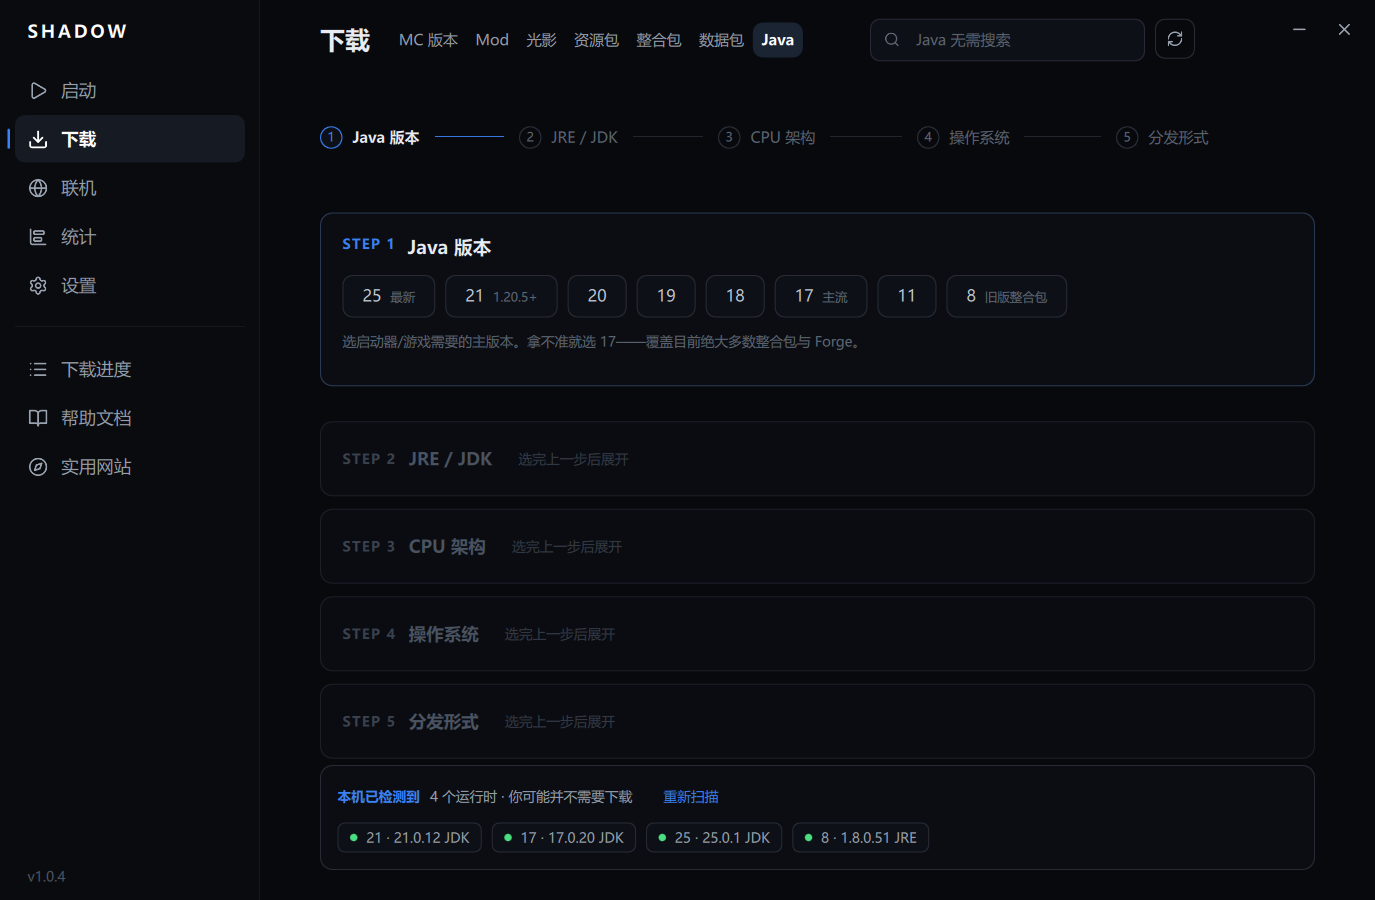 SHADOW
启动
下载
联机
统计
设置
下载进度
帮助文档
实用网站
v1.0.4
下载 MC 版本 Mod 光影 资源包 整合包 数据包 Java Java 无需搜索
1 Java 版本 2 JRE / JDK 3 CPU 架构 4 操作系统 5 分发形式
STEP 1 Java 版本
25 最新 21 1.20.5+ 20 19 18 17 主流 11 8 旧版整合包
选启动器/游戏需要的主版本。拿不准就选 17——覆盖目前绝大多数整合包与 Forge。
STEP 2 JRE / JDK 选完上一步后展开
STEP 3 CPU 架构 选完上一步后展开
STEP 4 操作系统 选完上一步后展开
STEP 5 分发形式 选完上一步后展开
本机已检测到 4 个运行时 · 你可能并不需要下载 重新扫描
21 · 21.0.12 JDK 17 · 17.0.20 JDK 25 · 25.0.1 JDK 8 · 1.8.0.51 JRE